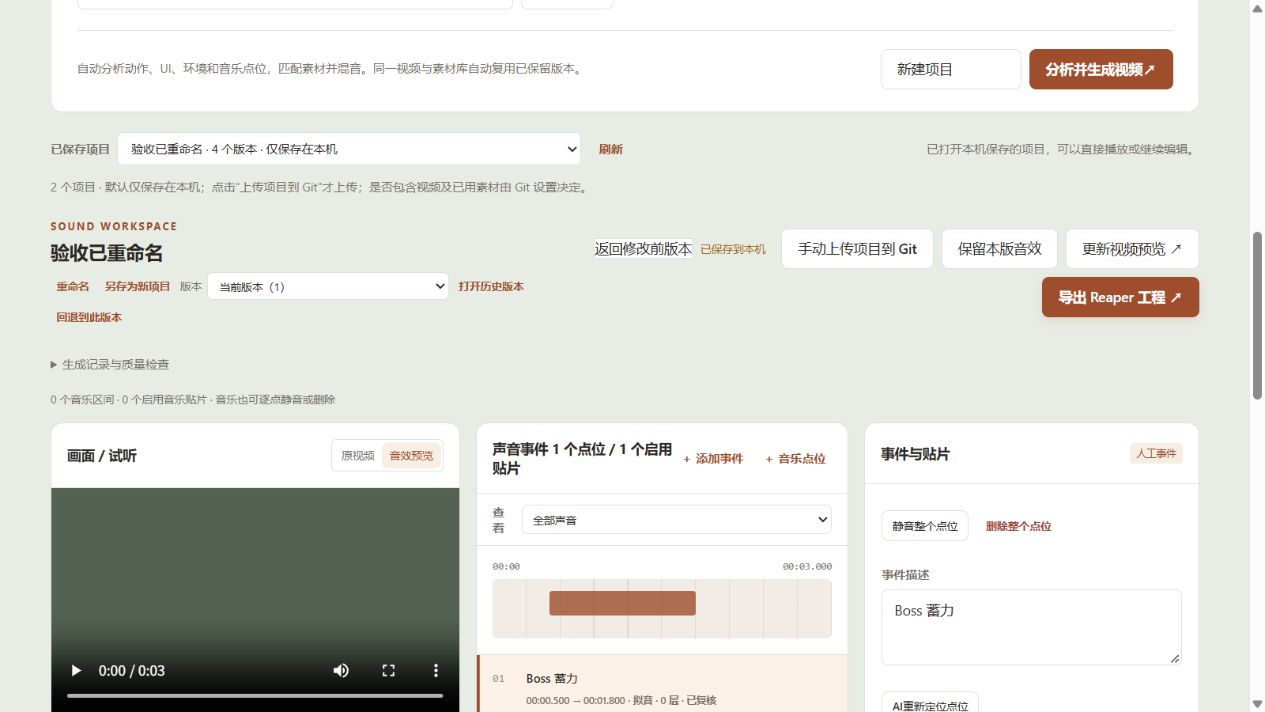 自动分析动作、UI、环境和音乐点位，匹配素材并混音。同一视频与素材库自动复用已保留版本。
新建项目
分析并生成视频↗
已保存项目
验收已重命名 · 4 个版本 · 仅保存在本机
刷新
已打开本机保存的项目，可以直接播放或继续编辑。
2 个项目 · 默认仅保存在本机；点击“上传项目到 Git”才上传；是否包含视频及已用素材由 Git 设置决定。
SOUND WORKSPACE
验收已重命名
返回修改前版本
已保存到本机
手动上传项目到 Git
保留本版音效
更新视频预览 ↗
重命名
另存为新项目
版本
当前版本（1）
打开历史版本
导出 Reaper 工程 ↗
回退到此版本
▶ 生成记录与质量检查
0 个音乐区间 · 0 个启用音乐贴片 · 音乐也可逐点静音或删除
画面 / 试听
原视频
音效预览
声音事件 1 个点位 / 1 个启用
贴片
+ 添加事件
+ 音乐点位
查
看
全部声音
00:00
00:03.000
01
Boss 蓄力
00:00.500 → 00:01.800 · 拟音 · 0 层 · 已复核
0:00 / 0:03
事件与贴片
人工事件
静音整个点位
删除整个点位
事件描述
Boss 蓄力
AI重新定位点位